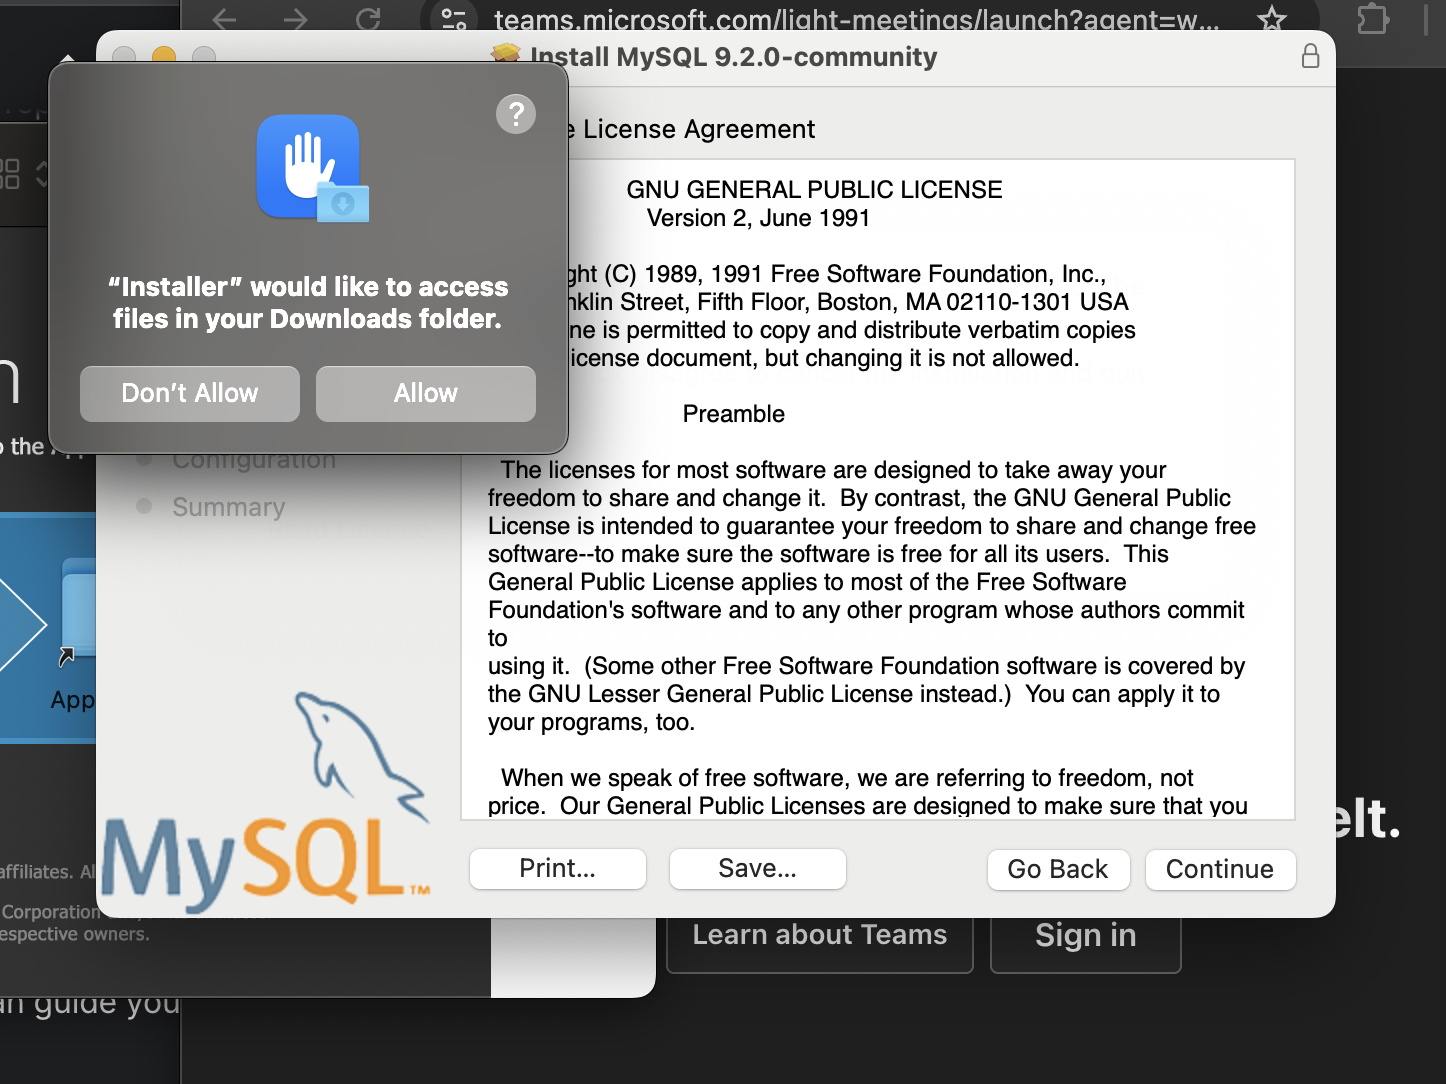 teams.microsoft.com/light-meetings/launch?agent=w...
Install MySQL 9.2.0-community
License Agreement
?
“Installer” would like to access
files in your Downloads folder.
Don’t Allow
Allow
Configuration
Summary
GNU GENERAL PUBLIC LICENSE
Version 2, June 1991
(C) 1989, 1991 Free Software Foundation, Inc.,
Street, Fifth Floor, Boston, MA 02110-1301 USA
is permitted to copy and distribute verbatim copies
license document, but changing it is not allowed.
Preamble
The licenses for most software are designed to take away your
freedom to share and change it. By contrast, the GNU General Public
License is intended to guarantee your freedom to share and change free
software--to make sure the software is free for all its users. This
General Public License applies to most of the Free Software
Foundation's software and to any other program whose authors commit
to
using it. (Some other Free Software Foundation software is covered by
the GNU Lesser General Public License instead.) You can apply it to
your programs, too.
When we speak of free software, we are referring to freedom, not
price. Our General Public Licenses are designed to make sure that you
MySQL™
Print...
Save...
Go Back
Continue
the
App
affiliates.
Corporation
respective owners.
guide you
elt.
Learn about Teams
Sign in